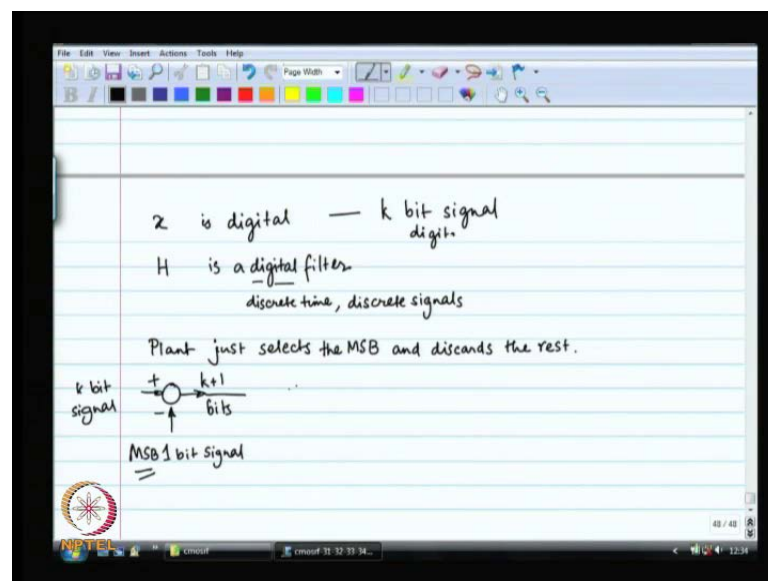 File Edit View Insert Actions Tools Help
Page Width
x is digital — k bit signal
digit.
H is a digital filter
discrete time, discrete signals
Plant just selects the MSB and discards the rest.
k bit signal
+ k+1 bits
−
MSB 1 bit signal
48 / 48
NPTEL
cmosrf
cmosrf-31-32-33-34...
12:34